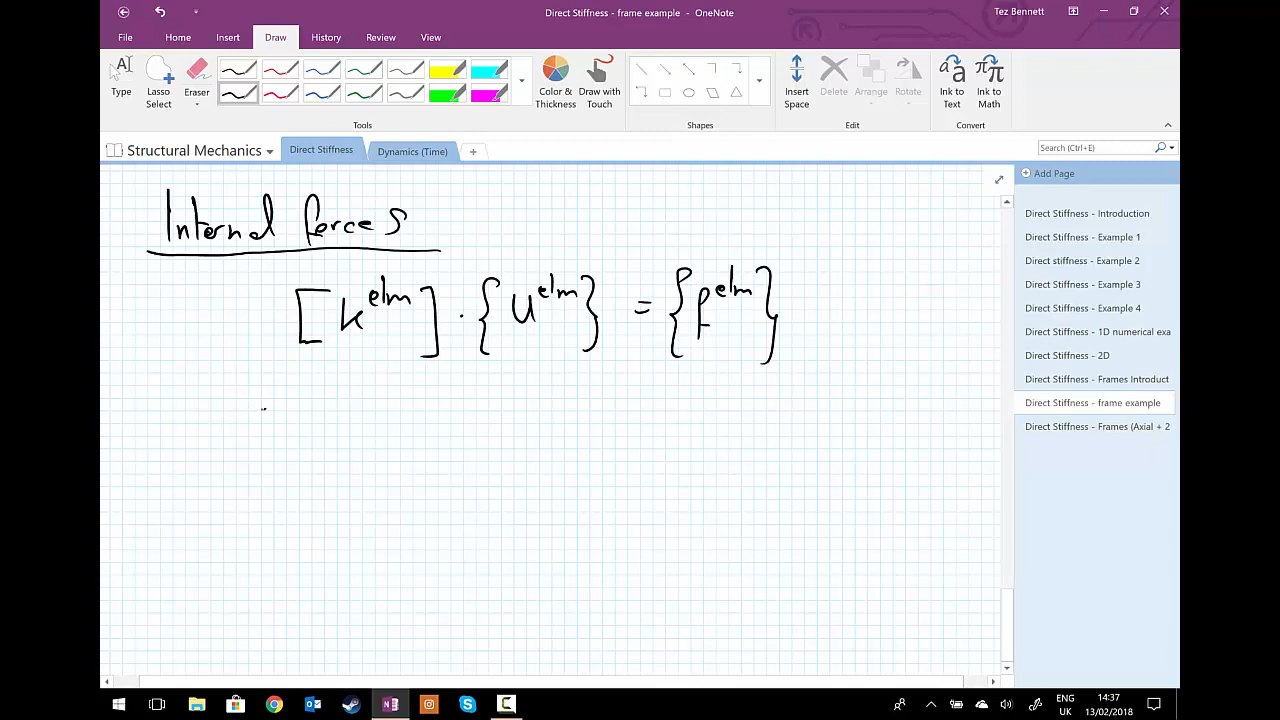 Direct Stiffness - frame example - OneNote
Tez Bennett
File Home Insert Draw History Review View
Type
Lasso Select
Eraser
Color & Thickness
Draw with Touch
Insert Space
Delete
Arrange
Rotate
Ink to Text
Ink to Math
Tools
Shapes
Edit
Convert
Structural Mechanics
Direct Stiffness
Dynamics (Time)
Search (Ctrl+E)
Add Page
Direct Stiffness - Introduction
Direct Stiffness - Example 1
Direct stiffness - Example 2
Direct Stiffness - Example 3
Direct Stiffness - Example 4
Direct Stiffness - 1D numerical exa
Direct Stiffness - 2D
Direct Stiffness - Frames Introduct
Direct Stiffness - frame example
Direct Stiffness - Frames (Axial + 2
Internal forces
[k^elm] · {u^elm} = {f^elm}
ENG
UK
14:37
13/02/2018